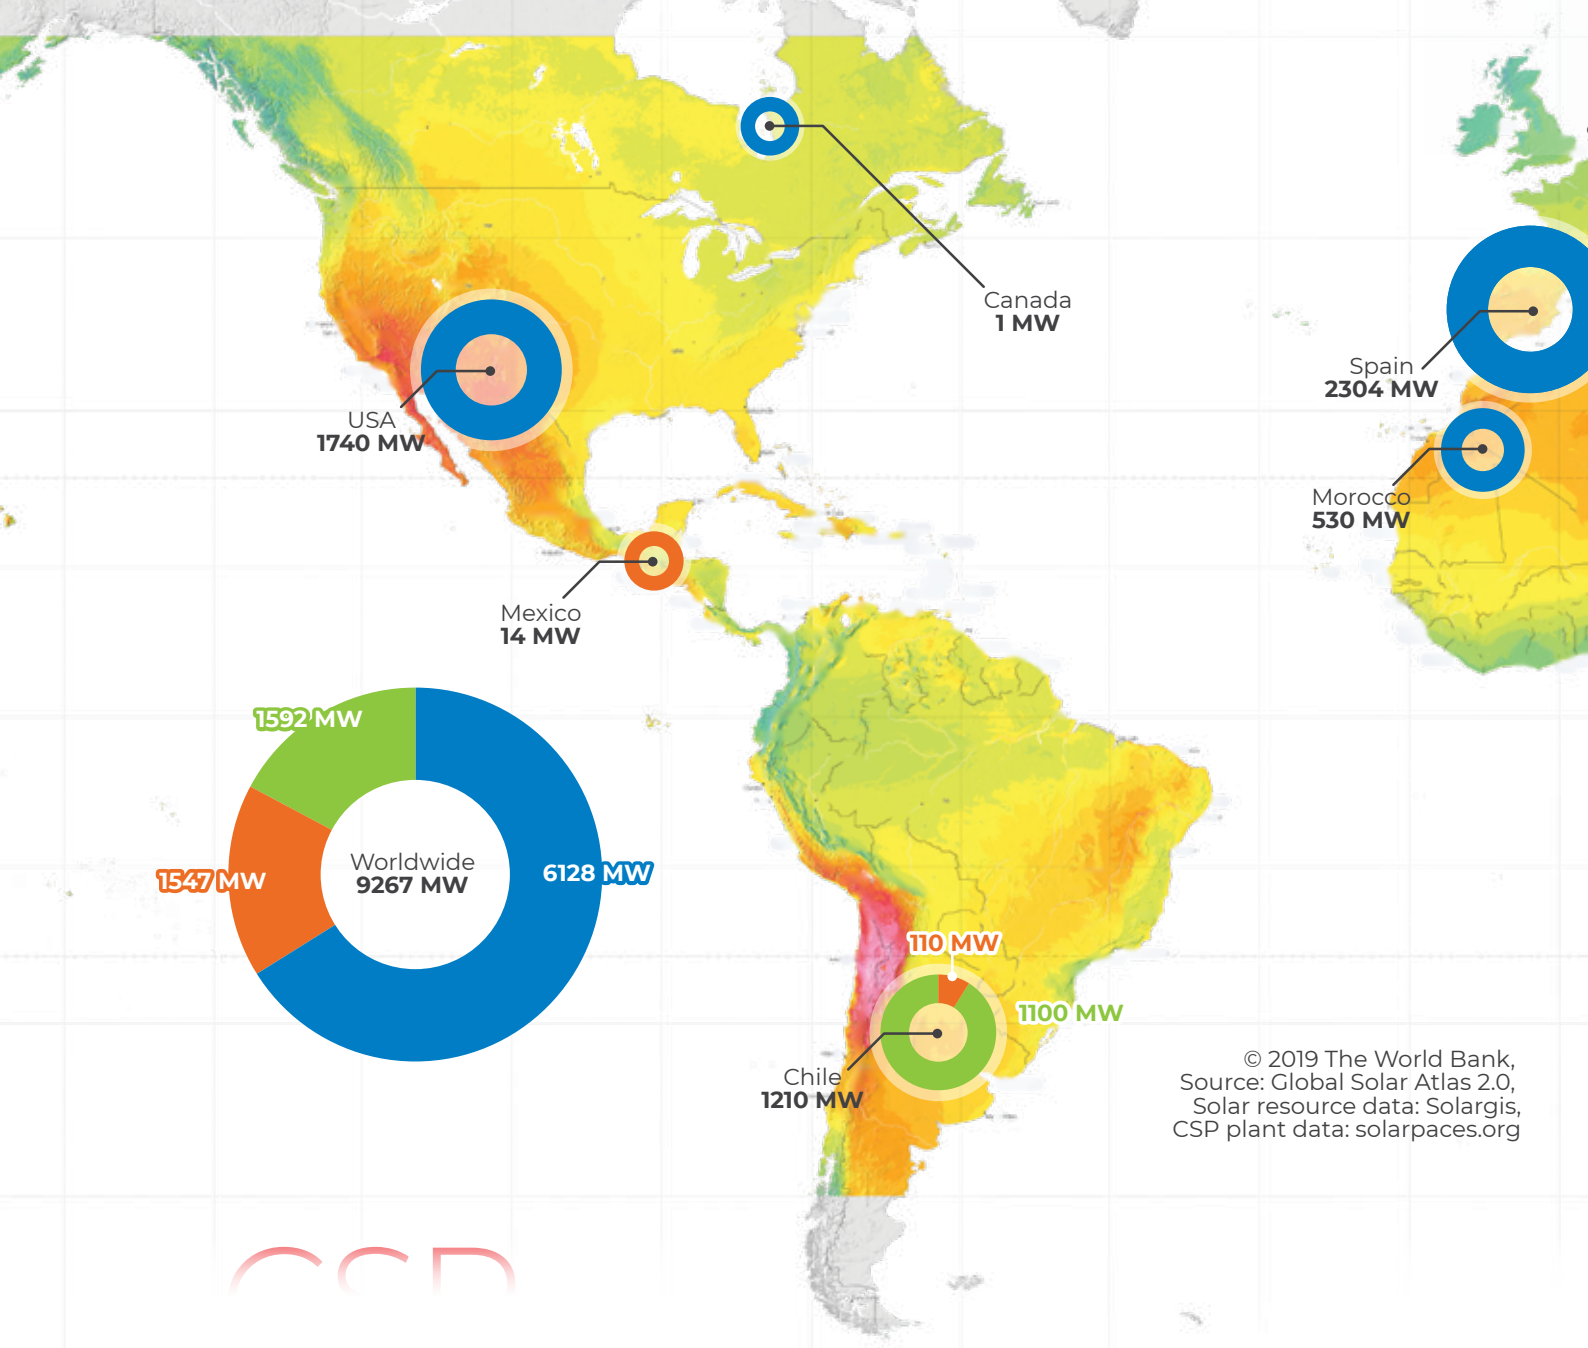 Canada
1 MW
Spain
2304 MW
USA
1740 MW
Morocco
530 MW
Mexico
14 MW
1592 MW
1547 MW
Worldwide
9267 MW
6128 MW
110 MW
1100 MW
Chile
1210 MW
© 2019 The World Bank,
Source: Global Solar Atlas 2.0,
Solar resource data: Solargis,
CSP plant data: solarpaces.org